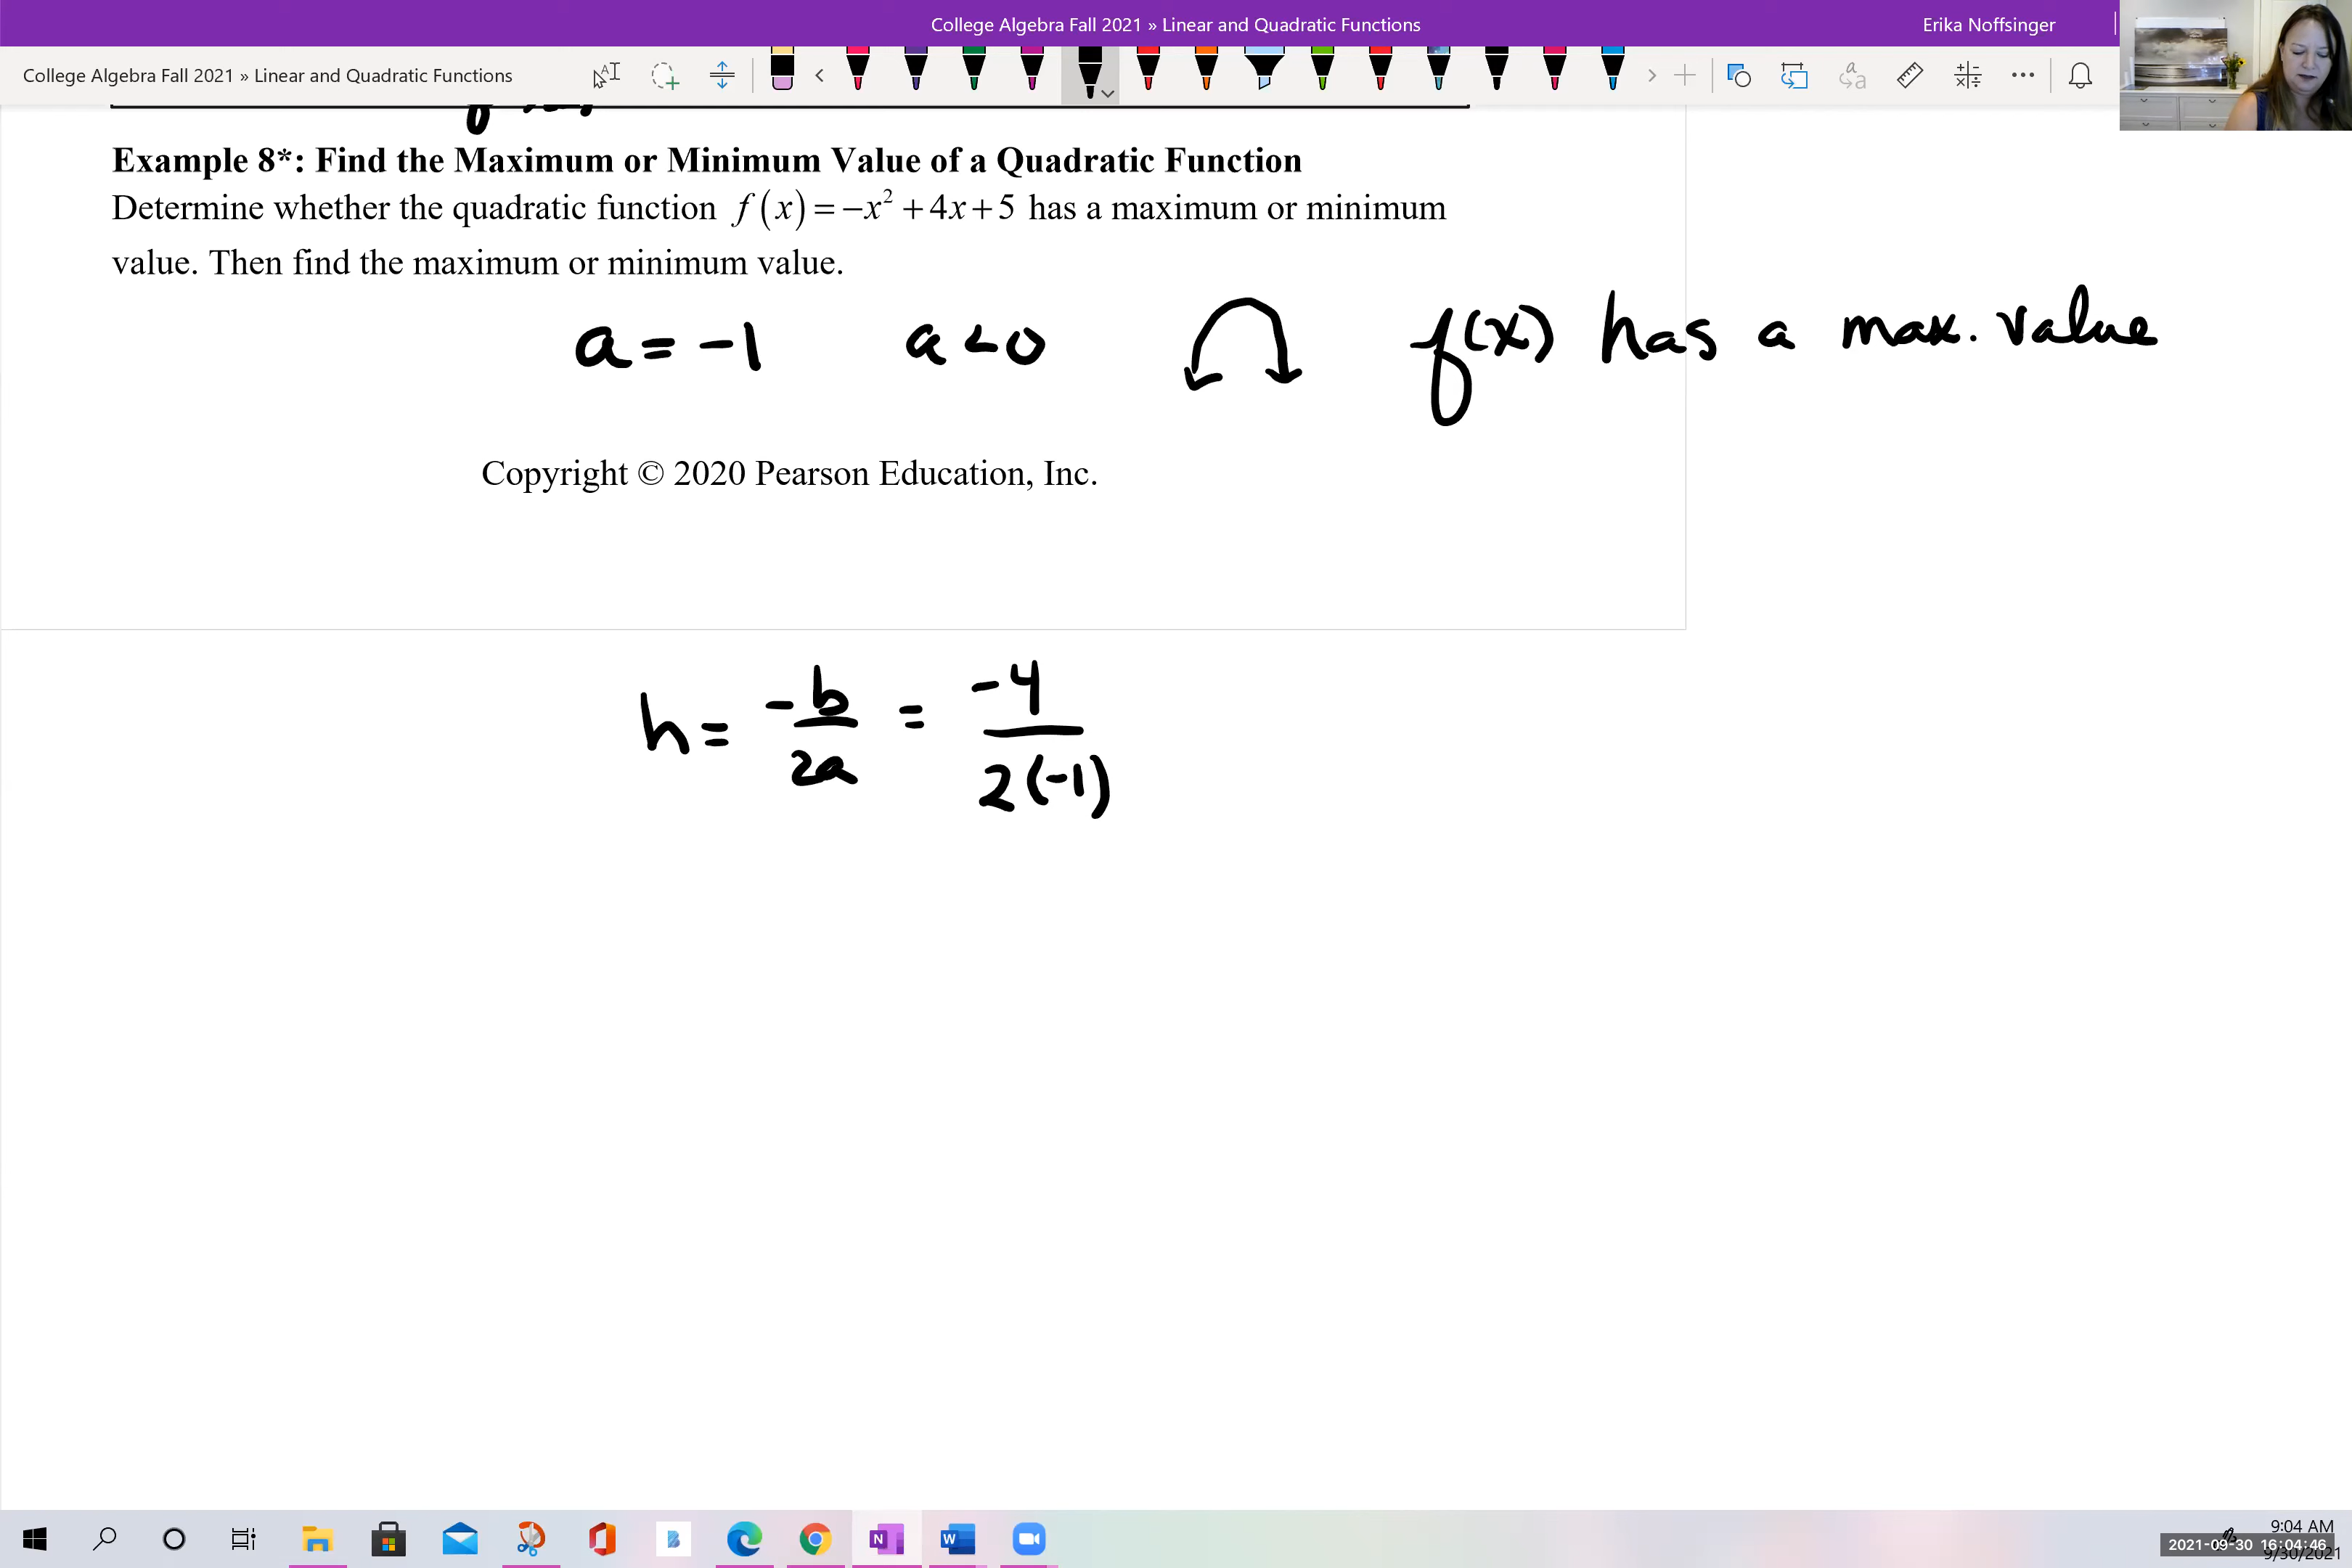 College Algebra Fall 2021 » Linear and Quadratic Functions
Erika Noffsinger
College Algebra Fall 2021 » Linear and Quadratic Functions
Example 8*: Find the Maximum or Minimum Value of a Quadratic Function
Determine whether the quadratic function f(x) = −x² + 4x + 5 has a maximum or minimum
value. Then find the maximum or minimum value.
a = -1 a < 0 f(x) has a max. value
Copyright © 2020 Pearson Education, Inc.
h = -b/2a = -4/2(-1)
9:04 AM
2021-09-30 16:04:46
9/30/2021